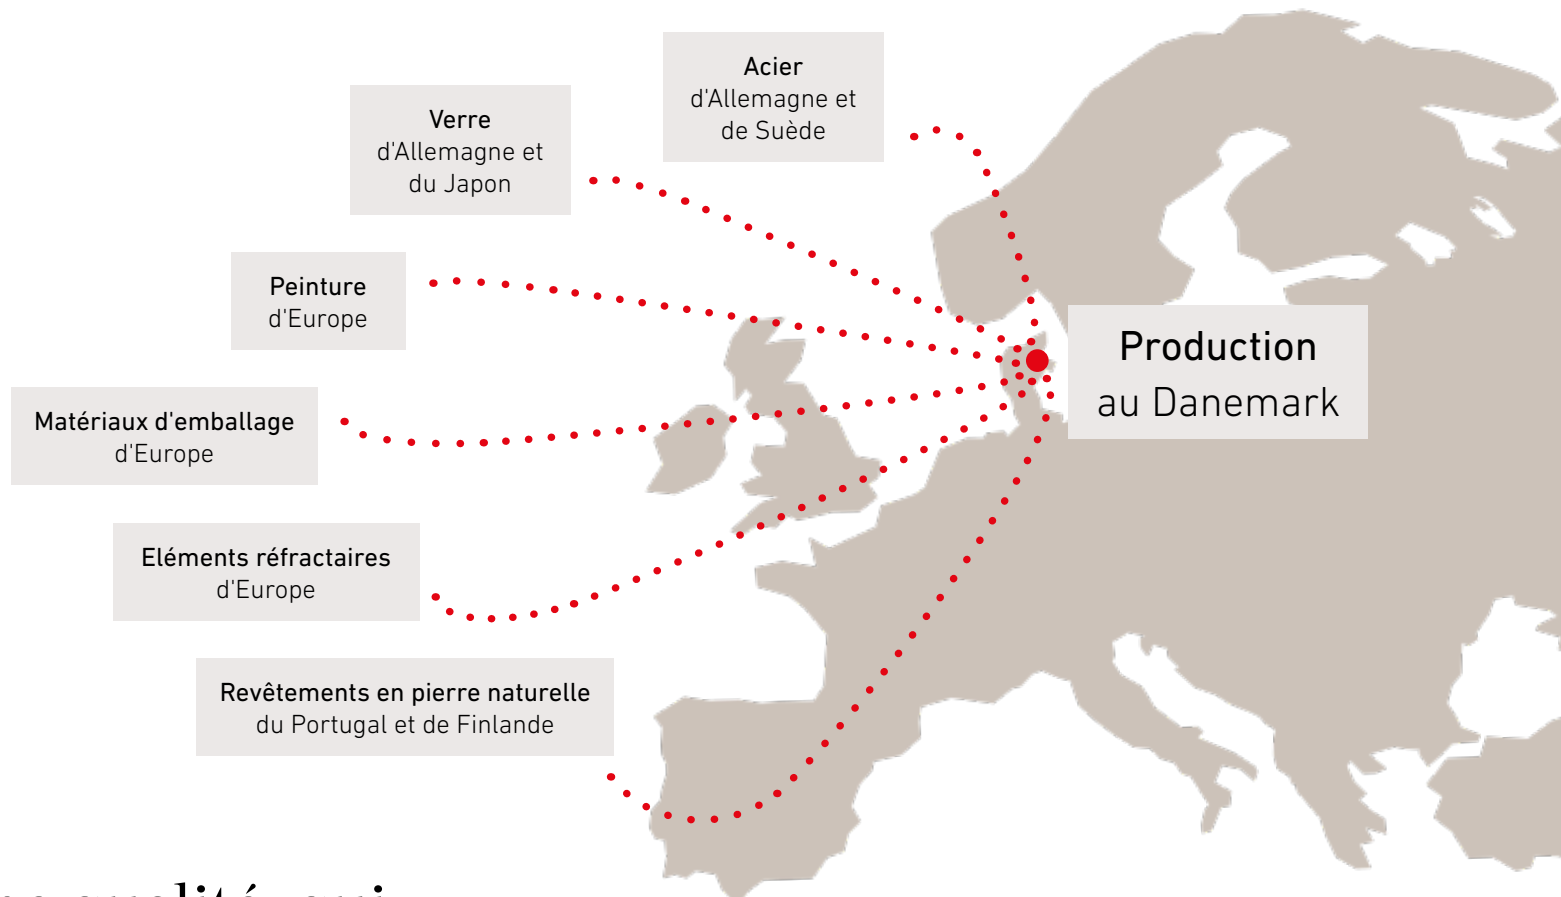 Acier
d'Allemagne et
de Suède
Verre
d'Allemagne et
du Japon
Peinture
d'Europe
Production
au Danemark
Matériaux d'emballage
d'Europe
Eléments réfractaires
d'Europe
Revêtements en pierre naturelle
du Portugal et de Finlande